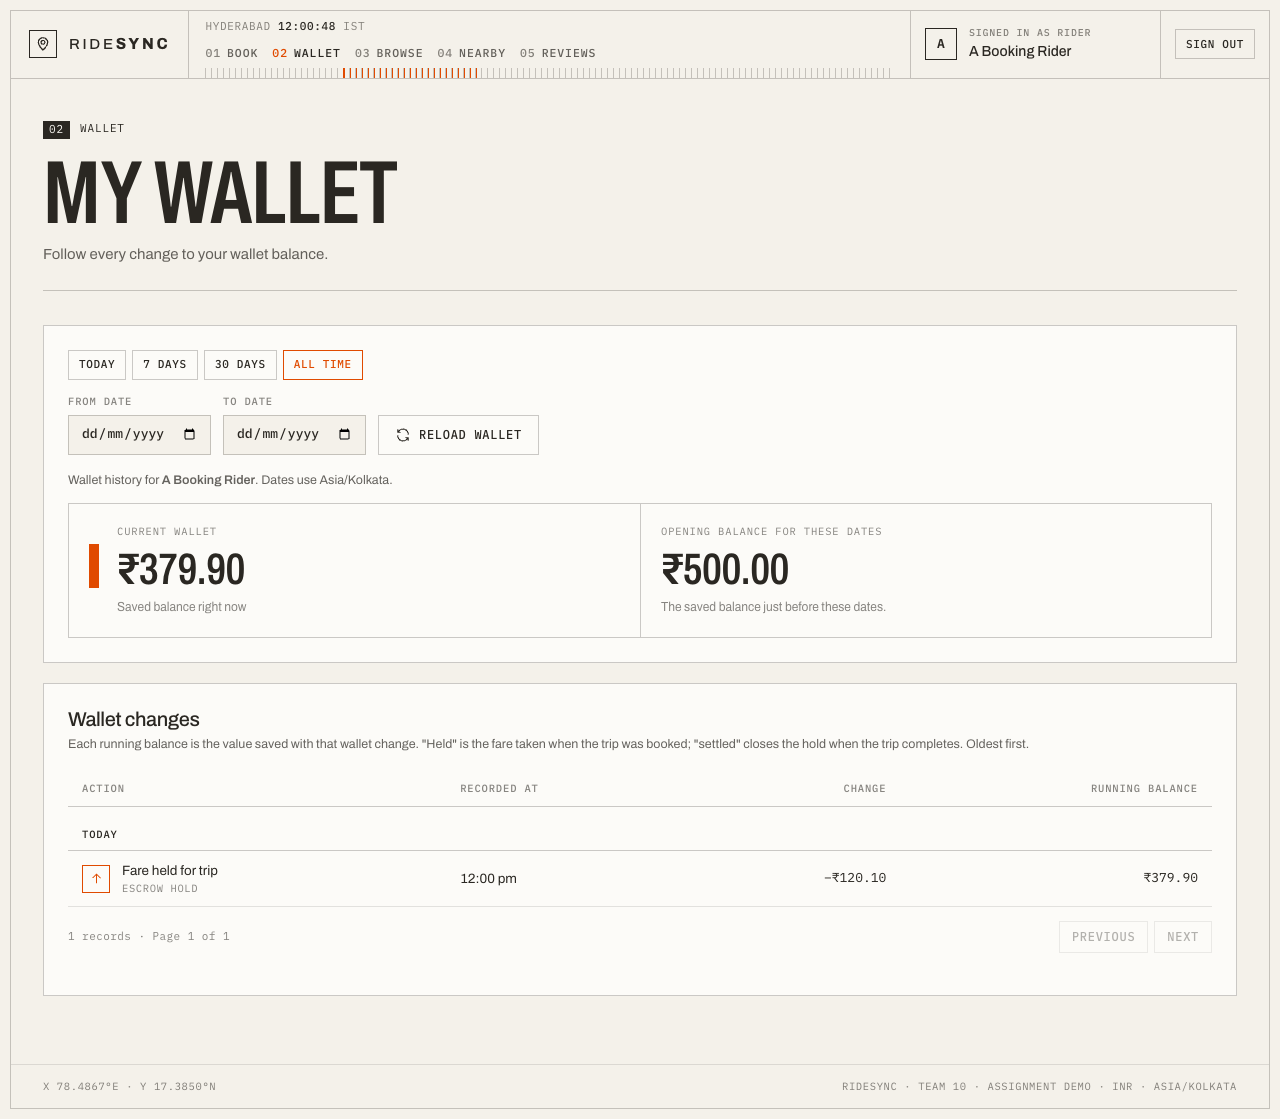 RIDESYNC
HYDERABAD 12:00:48 IST
01 BOOK 02 WALLET 03 BROWSE 04 NEARBY 05 REVIEWS
A
SIGNED IN AS RIDER
A Booking Rider
SIGN OUT
02 WALLET
MY WALLET
Follow every change to your wallet balance.
TODAY 7 DAYS 30 DAYS ALL TIME
FROM DATE TO DATE
dd/mm/yyyy dd/mm/yyyy RELOAD WALLET
Wallet history for A Booking Rider. Dates use Asia/Kolkata.
CURRENT WALLET
₹379.90
Saved balance right now
OPENING BALANCE FOR THESE DATES
₹500.00
The saved balance just before these dates.
Wallet changes
Each running balance is the value saved with that wallet change. "Held" is the fare taken when the trip was booked; "settled" closes the hold when the trip completes. Oldest first.
ACTION RECORDED AT CHANGE RUNNING BALANCE
TODAY
Fare held for trip 12:00 pm −₹120.10 ₹379.90
ESCROW HOLD
1 records · Page 1 of 1 PREVIOUS NEXT
X 78.4867°E · Y 17.3850°N RIDESYNC · TEAM 10 · ASSIGNMENT DEMO · INR · ASIA/KOLKATA